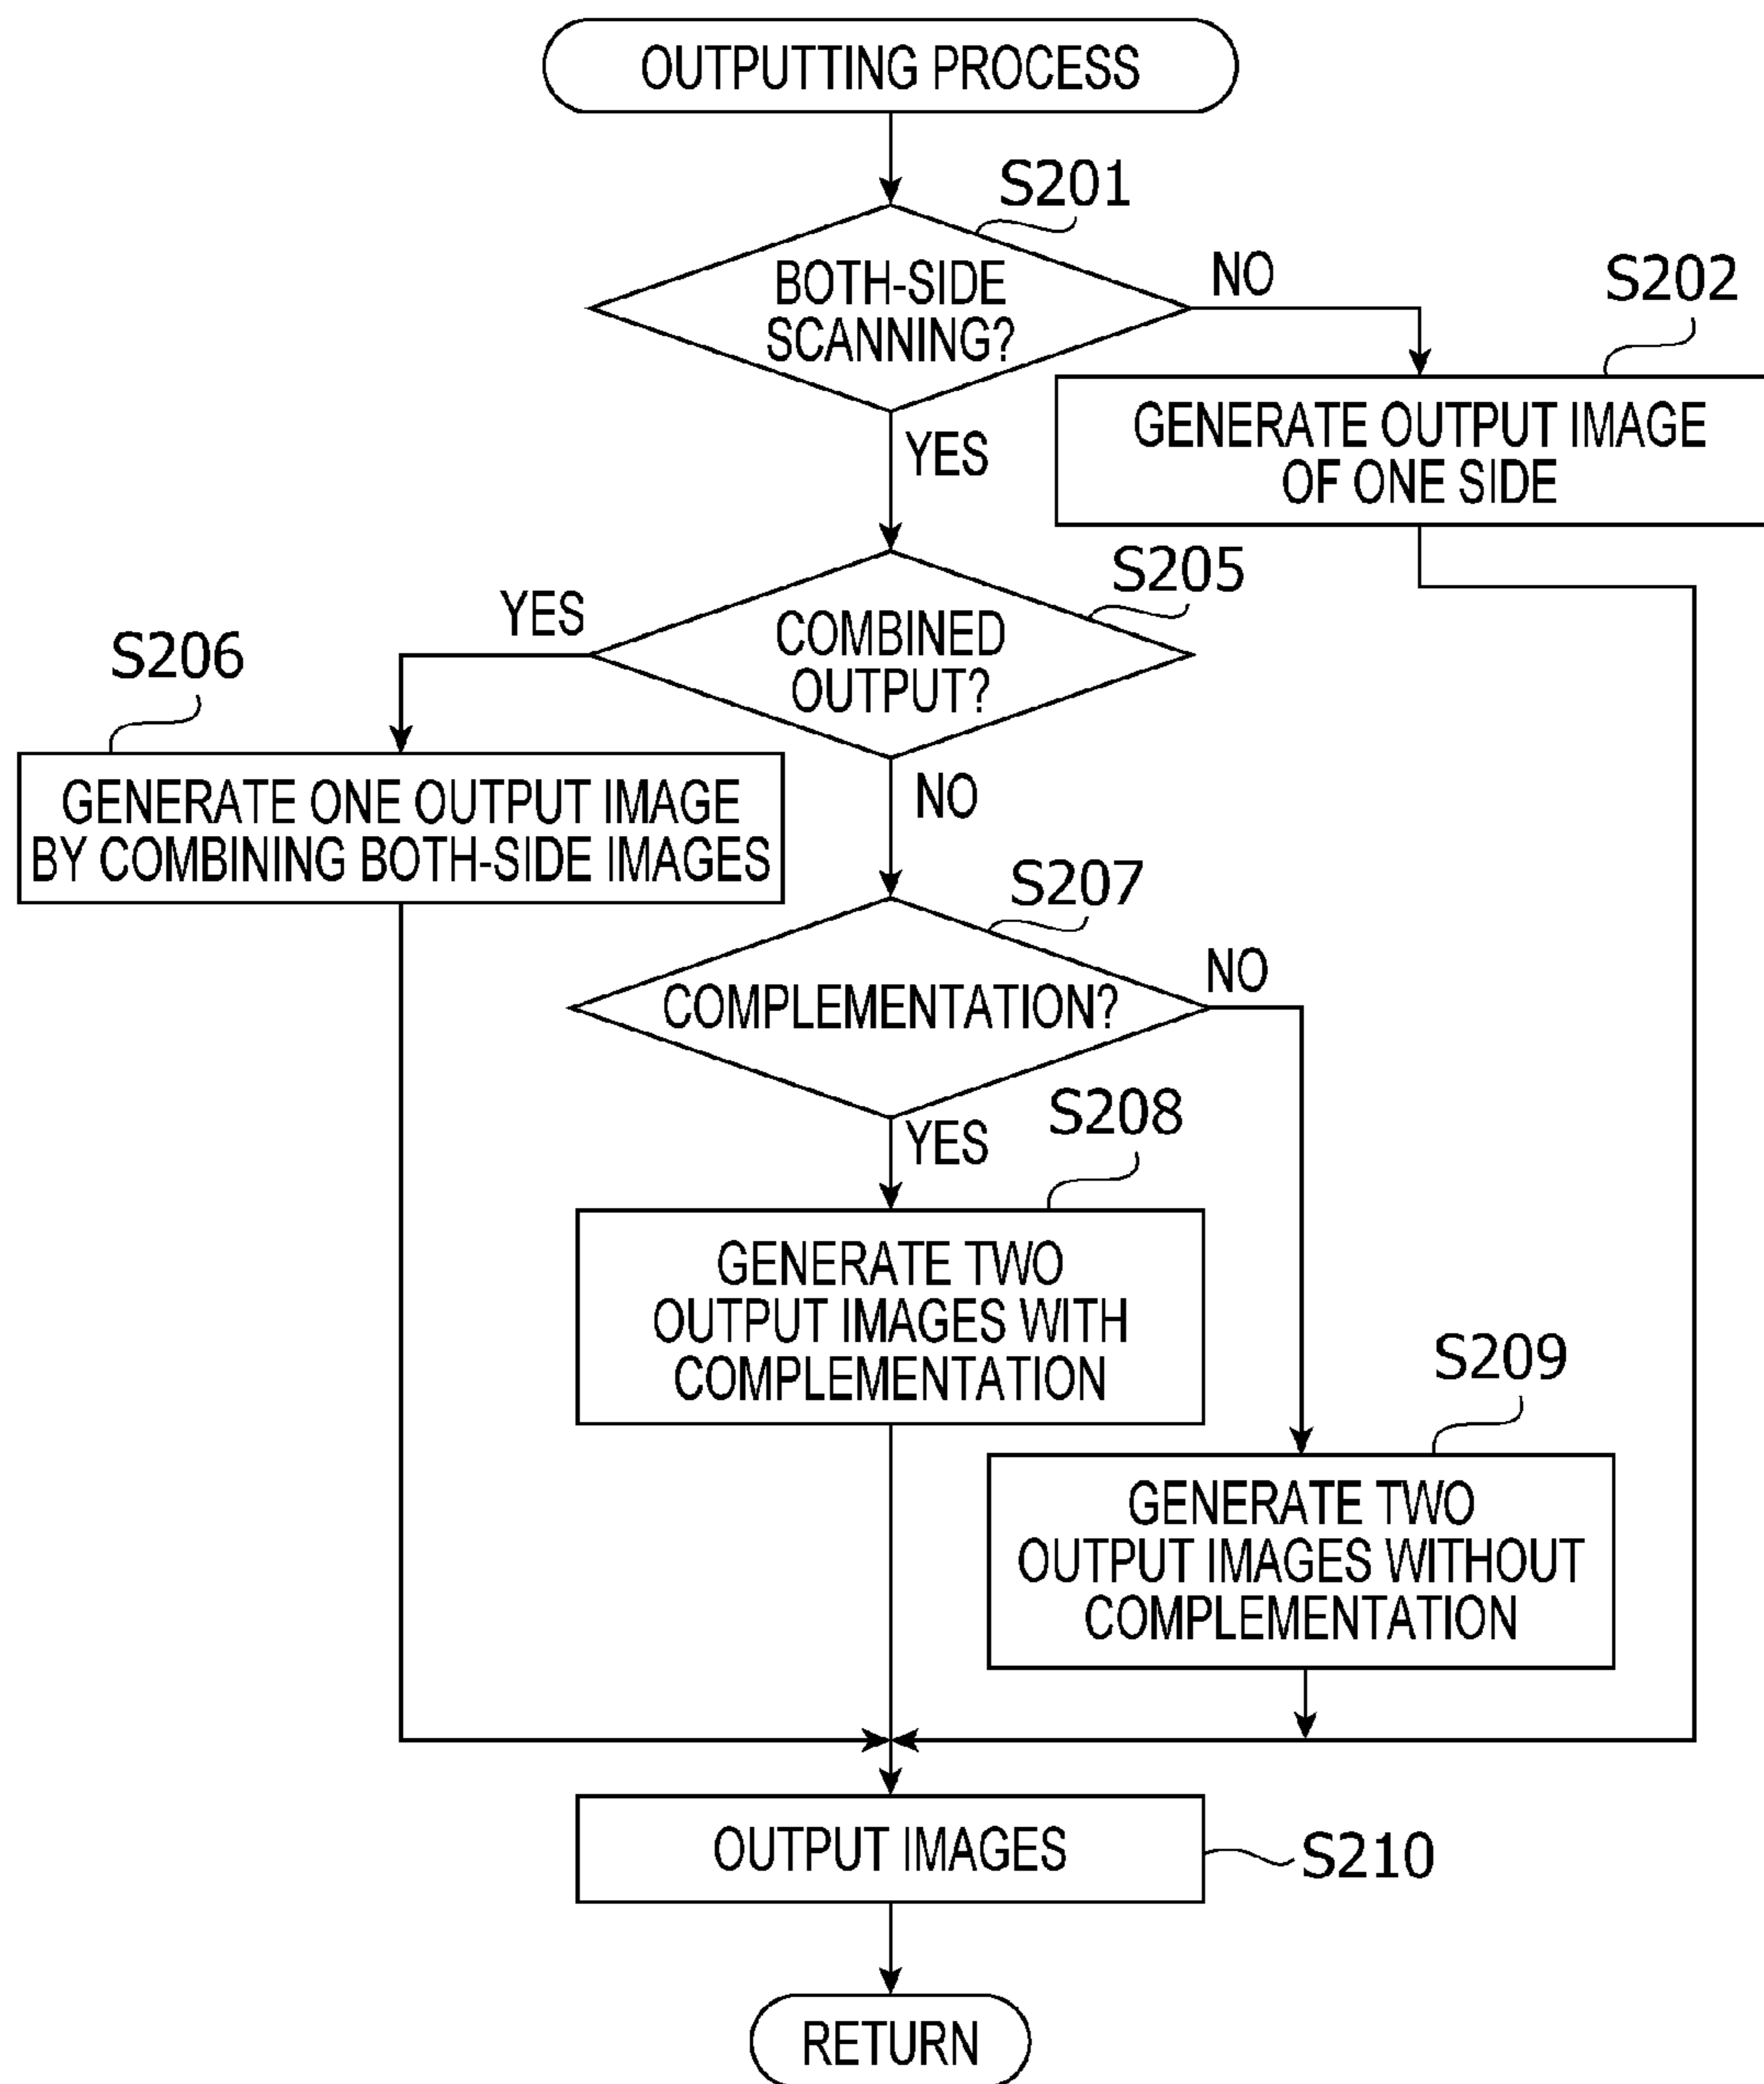 OUTPUTTING PROCESS
S201
BOTH-SIDE
SCANNING?
NO
S202
GENERATE OUTPUT IMAGE
OF ONE SIDE
YES
S205
COMBINED
OUTPUT?
YES
S206
GENERATE ONE OUTPUT IMAGE
BY COMBINING BOTH-SIDE IMAGES
NO
S207
COMPLEMENTATION?
NO
YES
S208
GENERATE TWO
OUTPUT IMAGES WITH
COMPLEMENTATION
S209
GENERATE TWO
OUTPUT IMAGES WITHOUT
COMPLEMENTATION
OUTPUT IMAGES
S210
RETURN